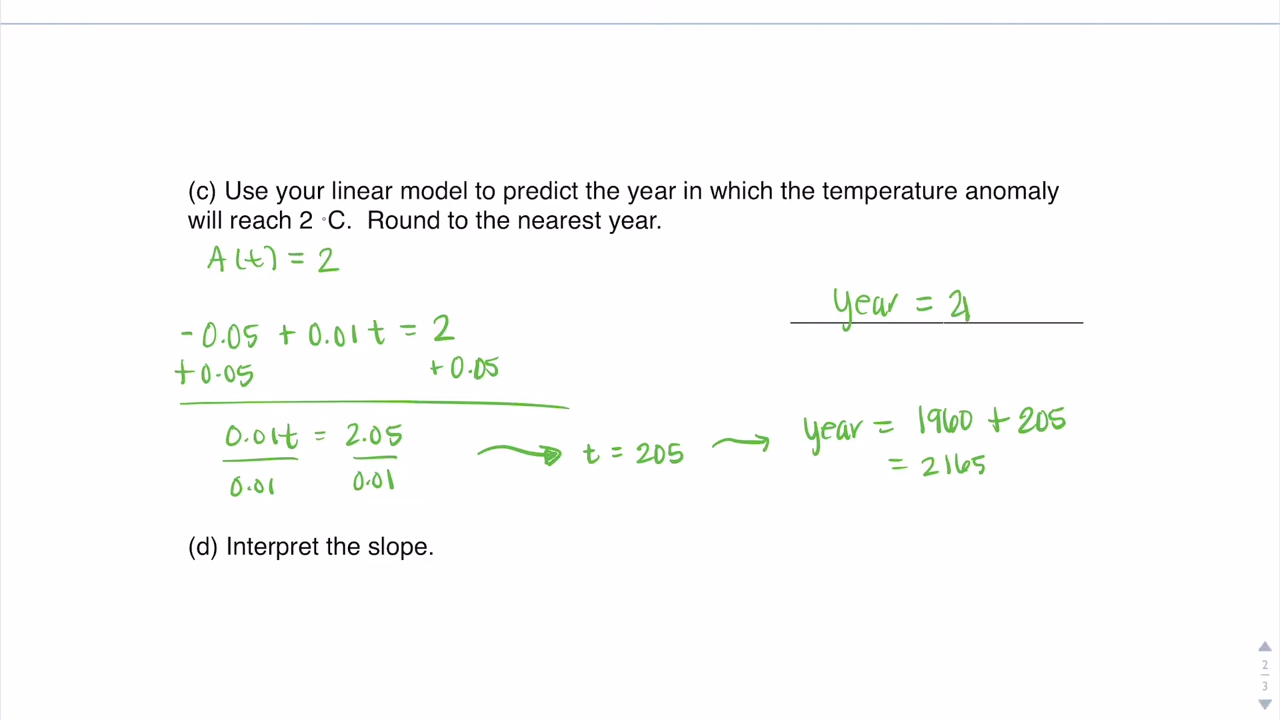 (c) Use your linear model to predict the year in which the temperature anomaly
will reach 2 °C. Round to the nearest year.
A(t) = 2
year = 21
- 0.05 + 0.01t = 2
+0.05 +0.05
0.01t = 2.05
0.01 0.01
t = 205
year = 1960 + 205
= 2165
(d) Interpret the slope.
2
3